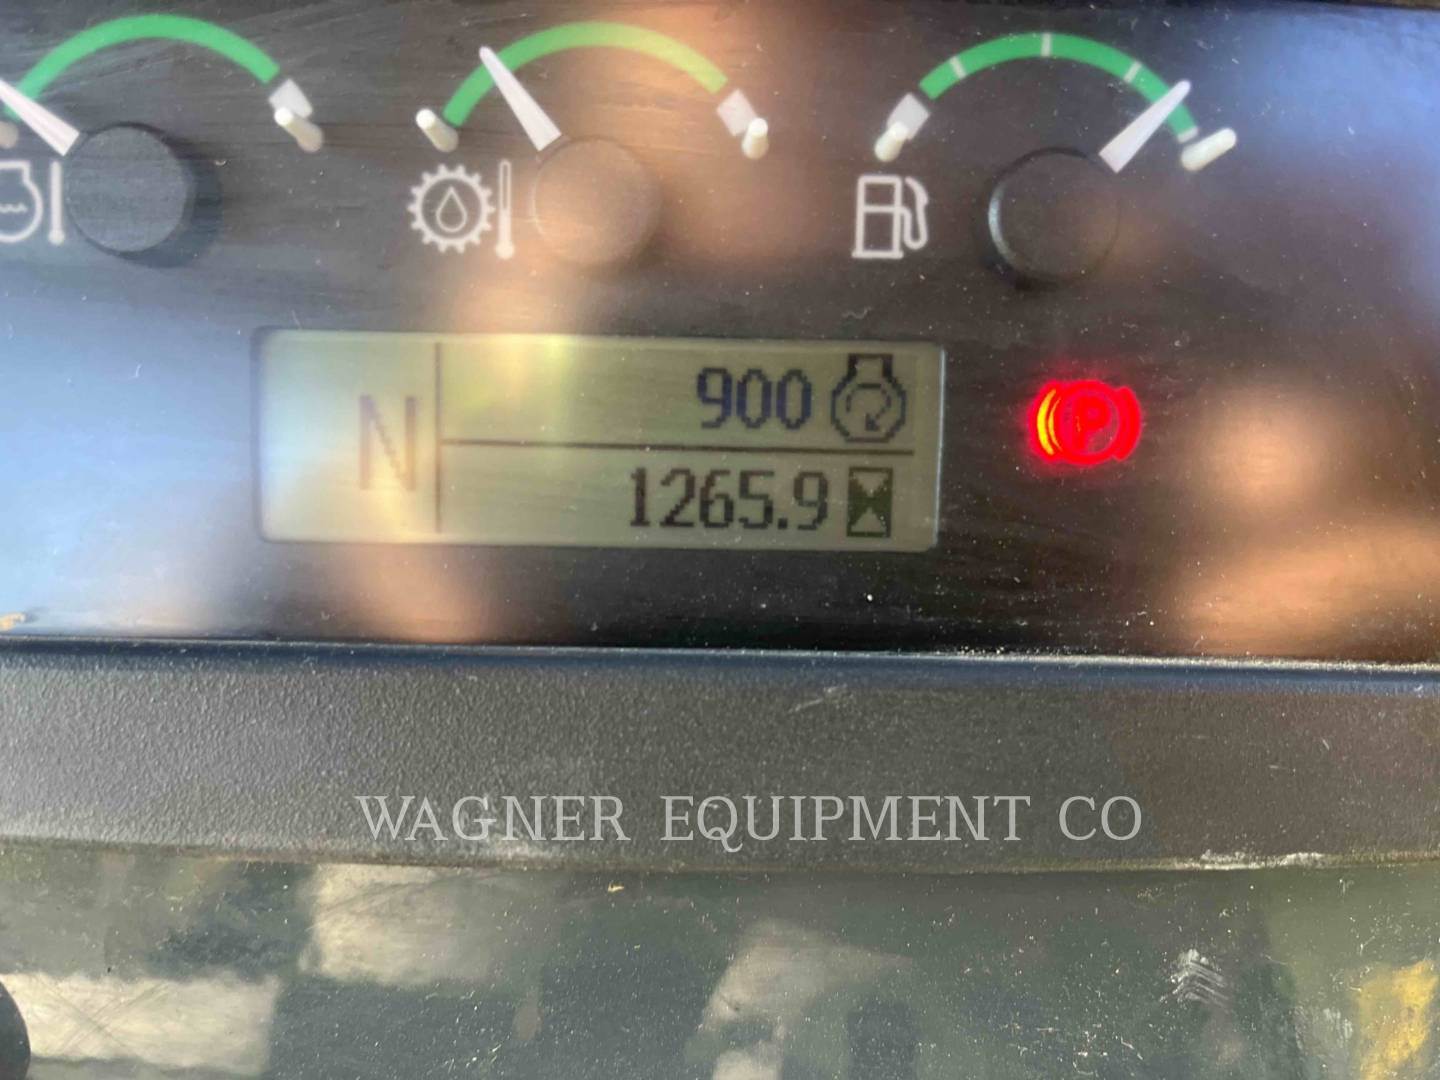 N
900
1265.9
P
WAGNER EQUIPMENT CO